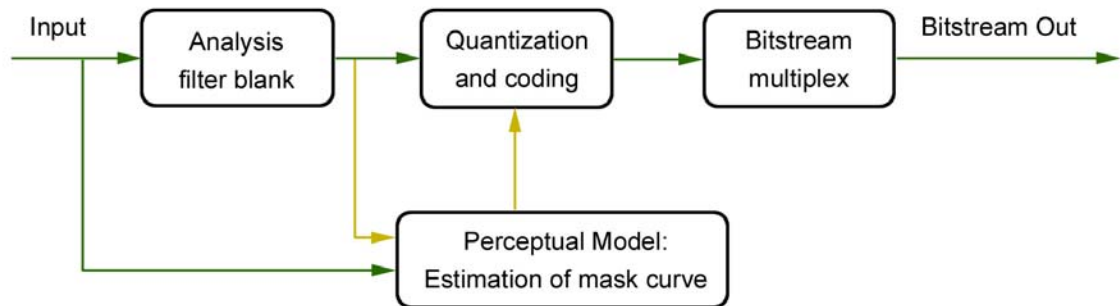 Input
Analysis
filter blank
Quantization
and coding
Bitstream
multiplex
Bitstream Out
Perceptual Model:
Estimation of mask curve